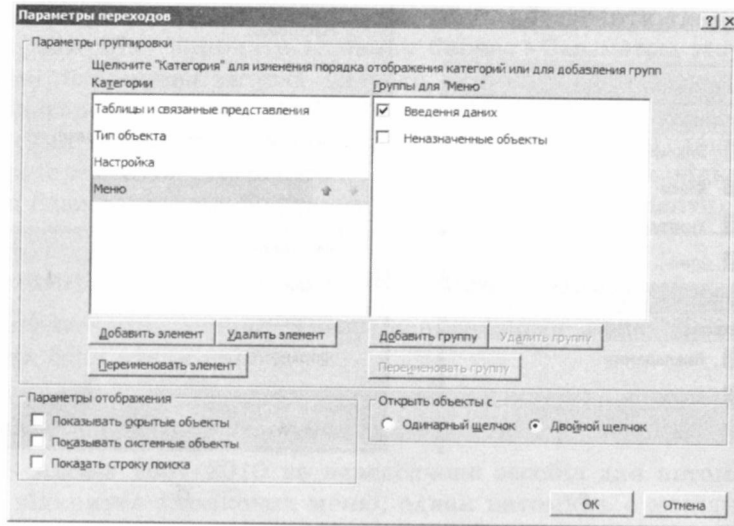 Параметры переходов
Параметры группировки
Щелкните "Категория" для изменения порядка отображения категорий или для добавления групп
Категории
Группы для "Меню"
Таблицы и связанные представления
Тип объекта
Настройка
Меню
Введення даних
Неназначенные объекты
Добавить элемент
Удалить элемент
Добавить группу
Удалить группу
Переименовать элемент
Переименовать группу
Параметры отображения
Показывать скрытые объекты
Показывать системные объекты
Показать строку поиска
Открыть объекты с
Одинарный щелчок
Двойной щелчок
ОК
Отмена